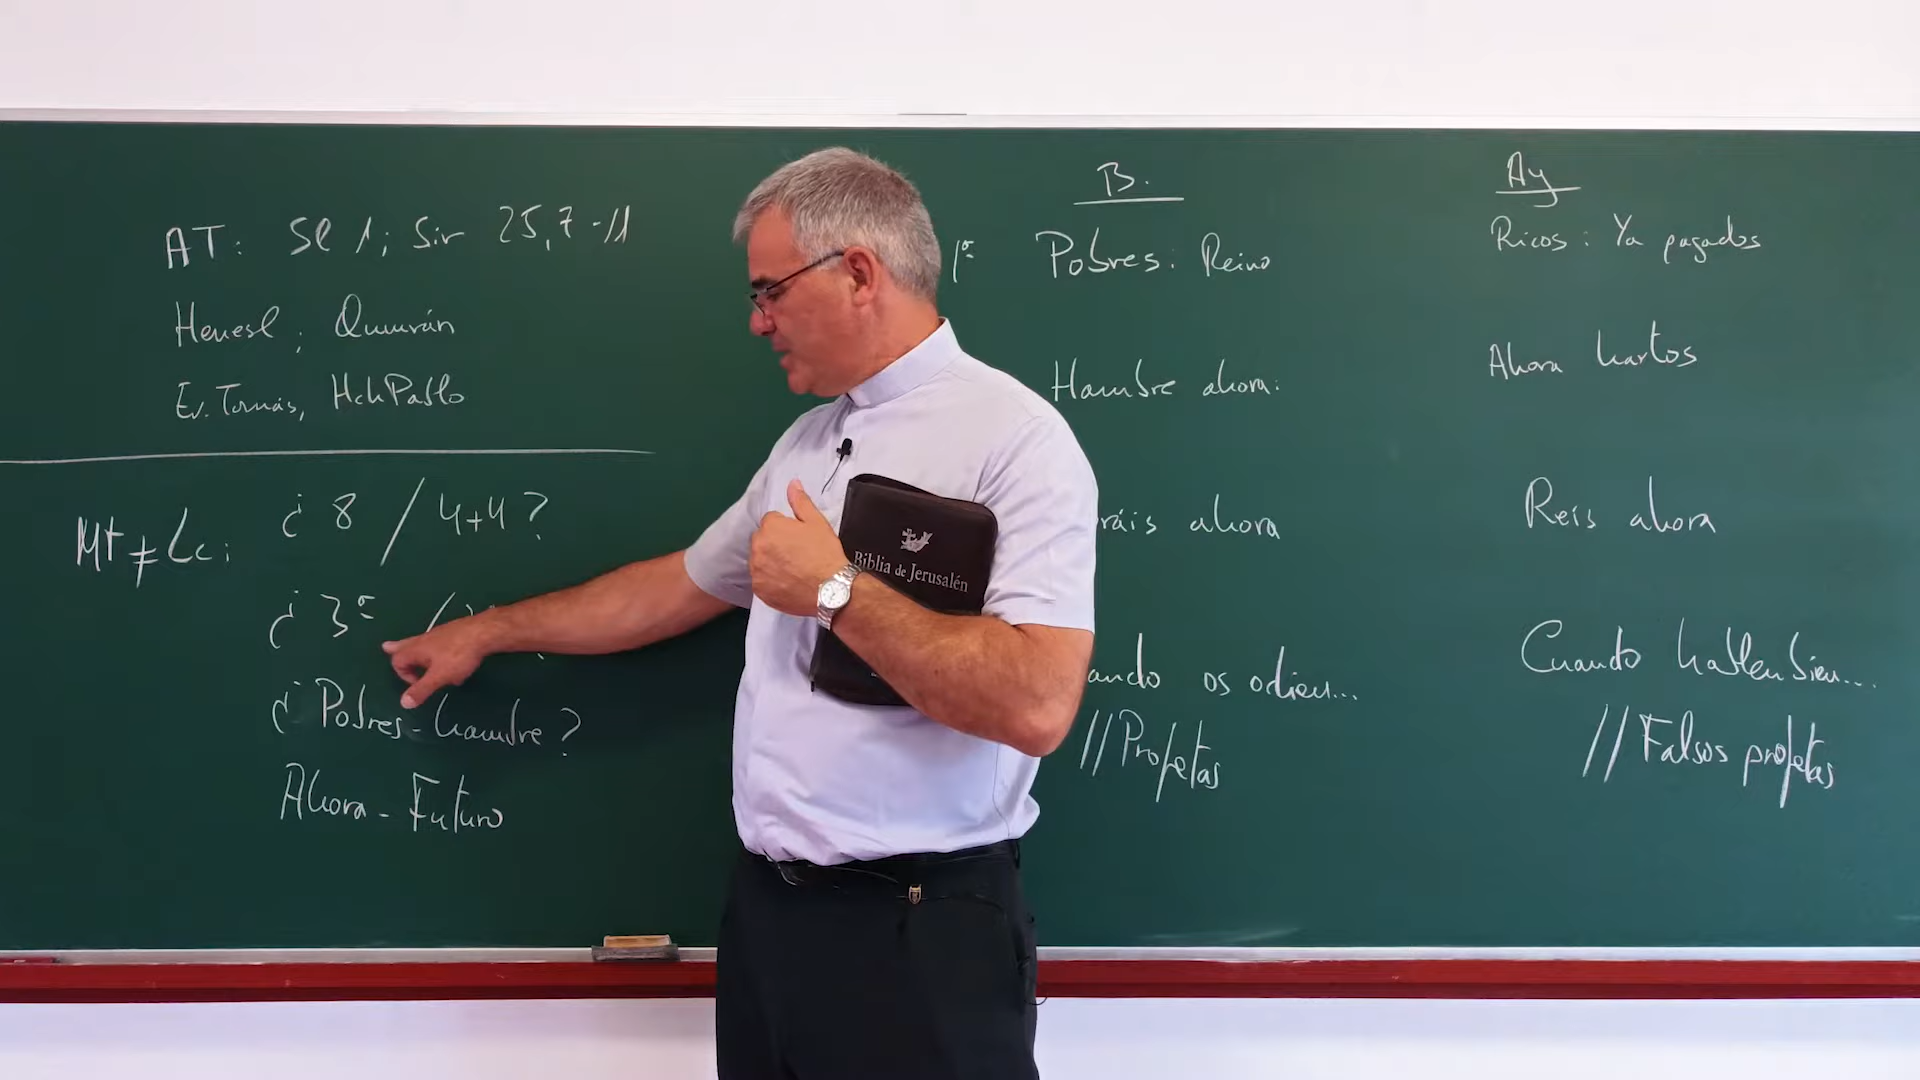 AT: Sl 1; Sir 25,7-11
Qumrán
Ev. Tomás, HchPablo
Mt ≠ Lc:
¿ 8 / 4+4 ?
¿ 3ª /
¿ Pobres - hambre ?
Ahora - Futuro
B.
1ª Pobres: Reino
Hambre ahora:
ráis ahora
ando os odien...
// Profetas
Ay
Ricos: Ya pagados
Ahora hartos
Reís ahora
Cuando hablen bien...
// Falsos profetas
Biblia de Jerusalén